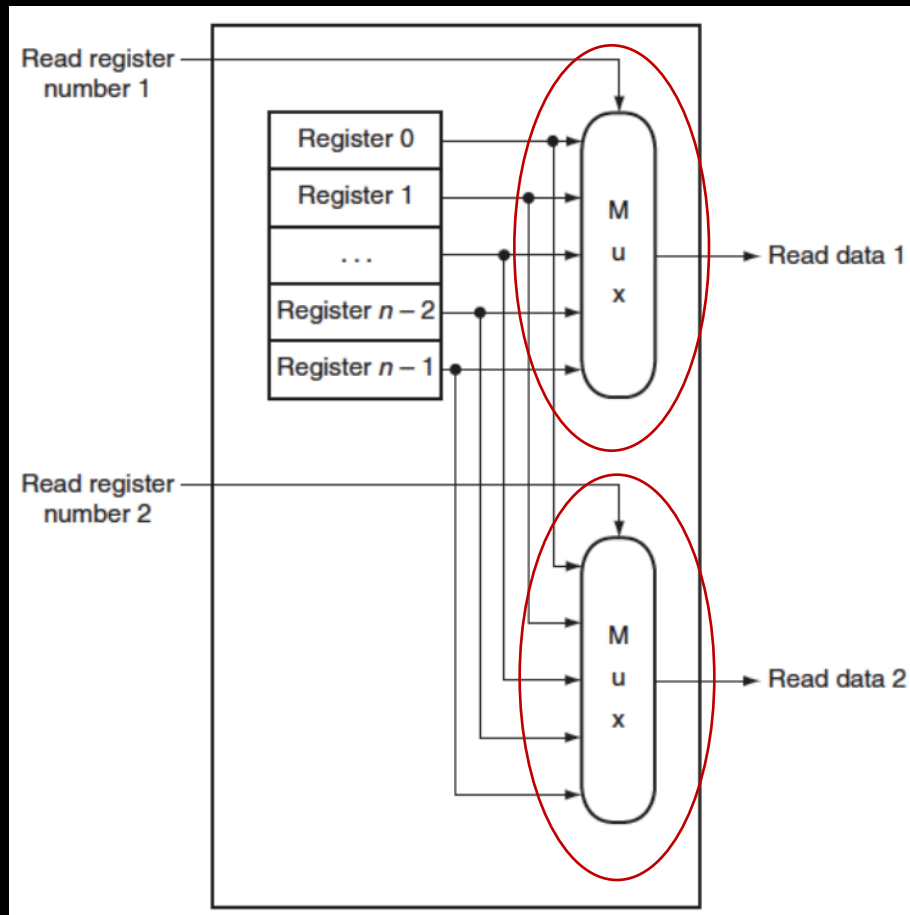 Read register
number 1
Register 0
Register 1
...
Register n – 2
Register n – 1
M
u
x
Read data 1
Read register
number 2
M
u
x
Read data 2